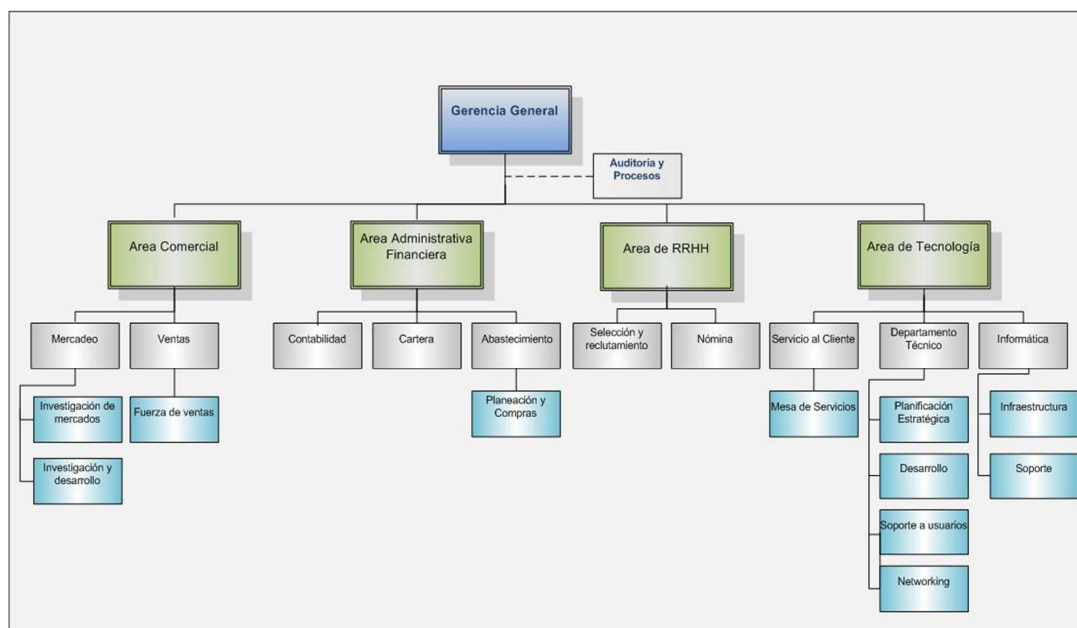 Gerencia General
Auditoria y
Procesos
Area Comercial
Area Administrativa
Financiera
Area de RRHH
Area de Tecnología
Mercadeo
Ventas
Contabilidad
Cartera
Abastecimiento
Selección y
reclutamiento
Nómina
Servicio al Cliente
Departamento
Técnico
Informática
Investigación de
mercados
Fuerza de ventas
Planeación y
Compras
Mesa de Servicios
Planificación
Estratégica
Infraestructura
Investigación y
desarrollo
Desarrollo
Soporte
Soporte a usuarios
Networking